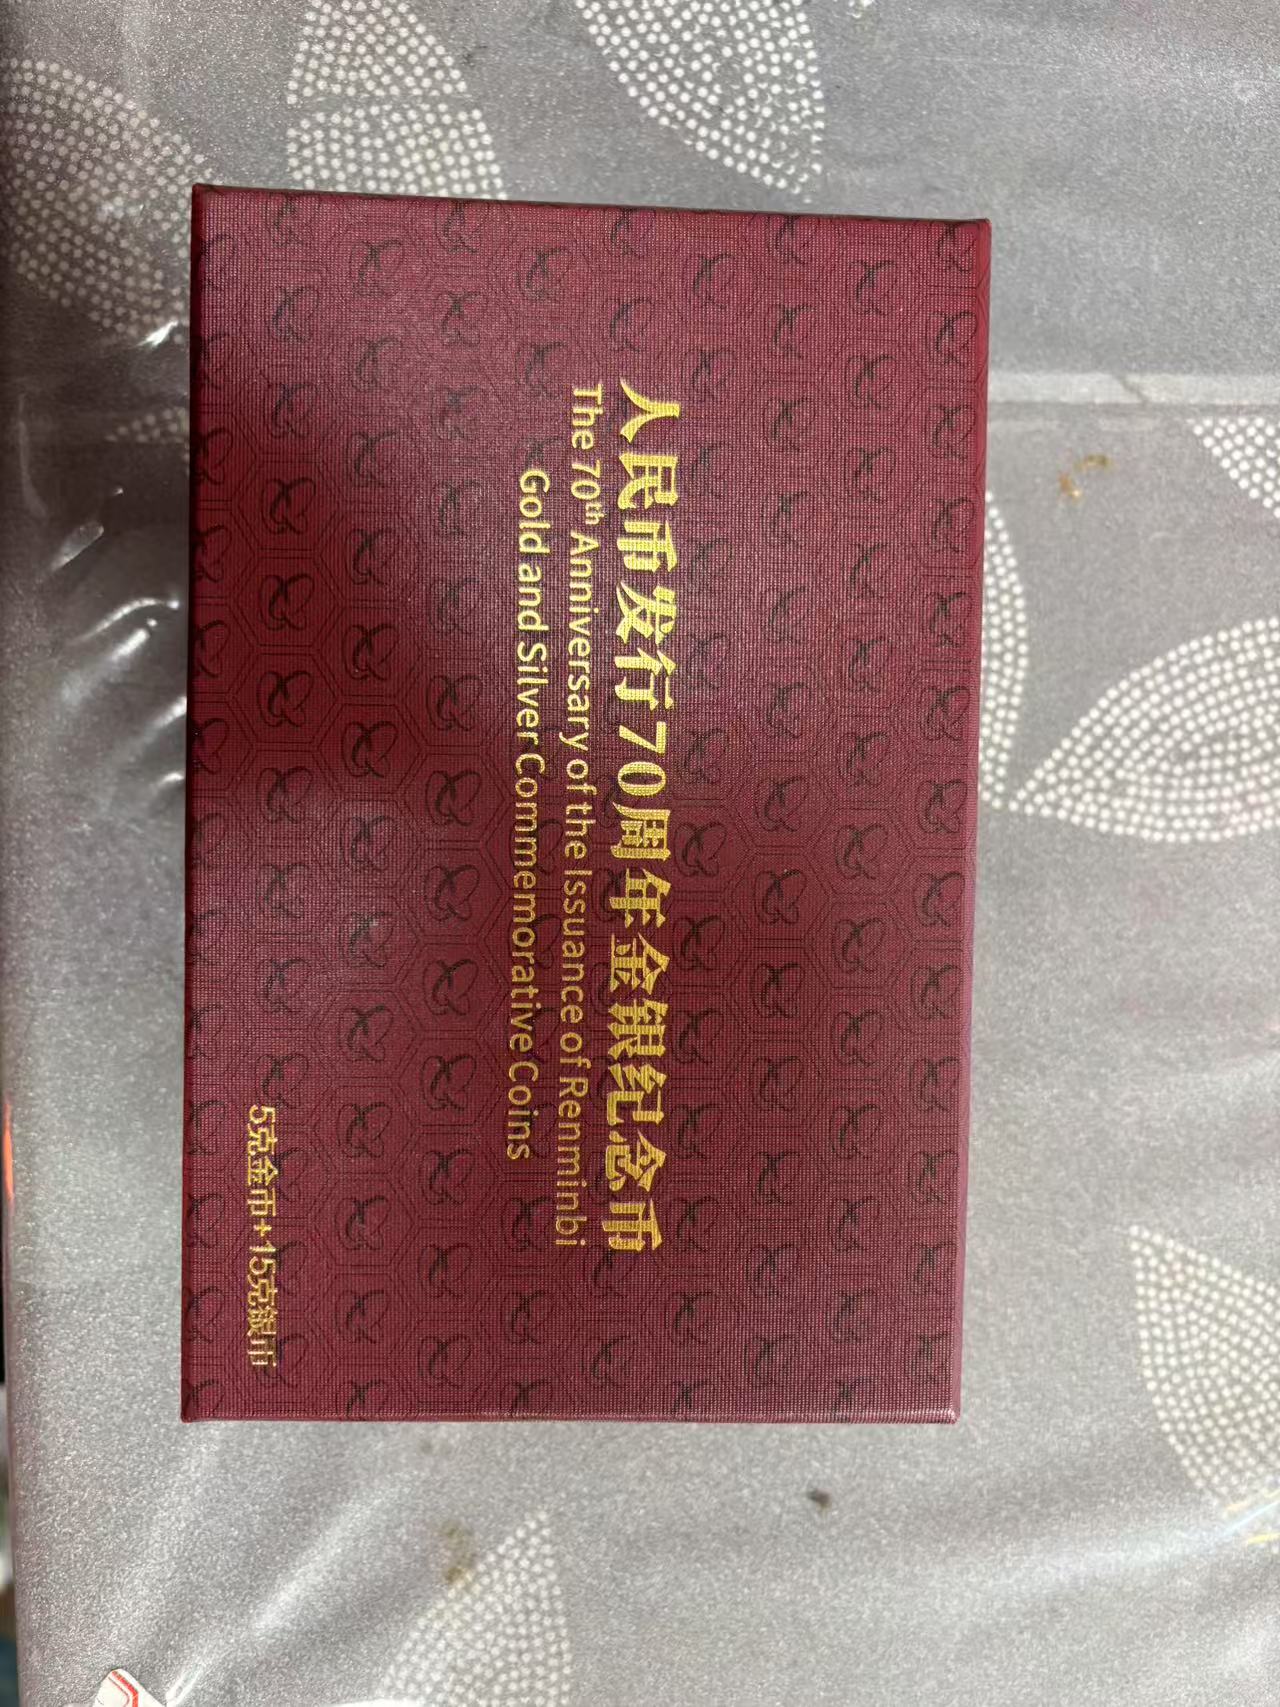 人民币发行70周年金银纪念币
The 70th Anniversary of the Issuance of Renminbi
Gold and Silver Commemorative Coins
5克金币+15克银币